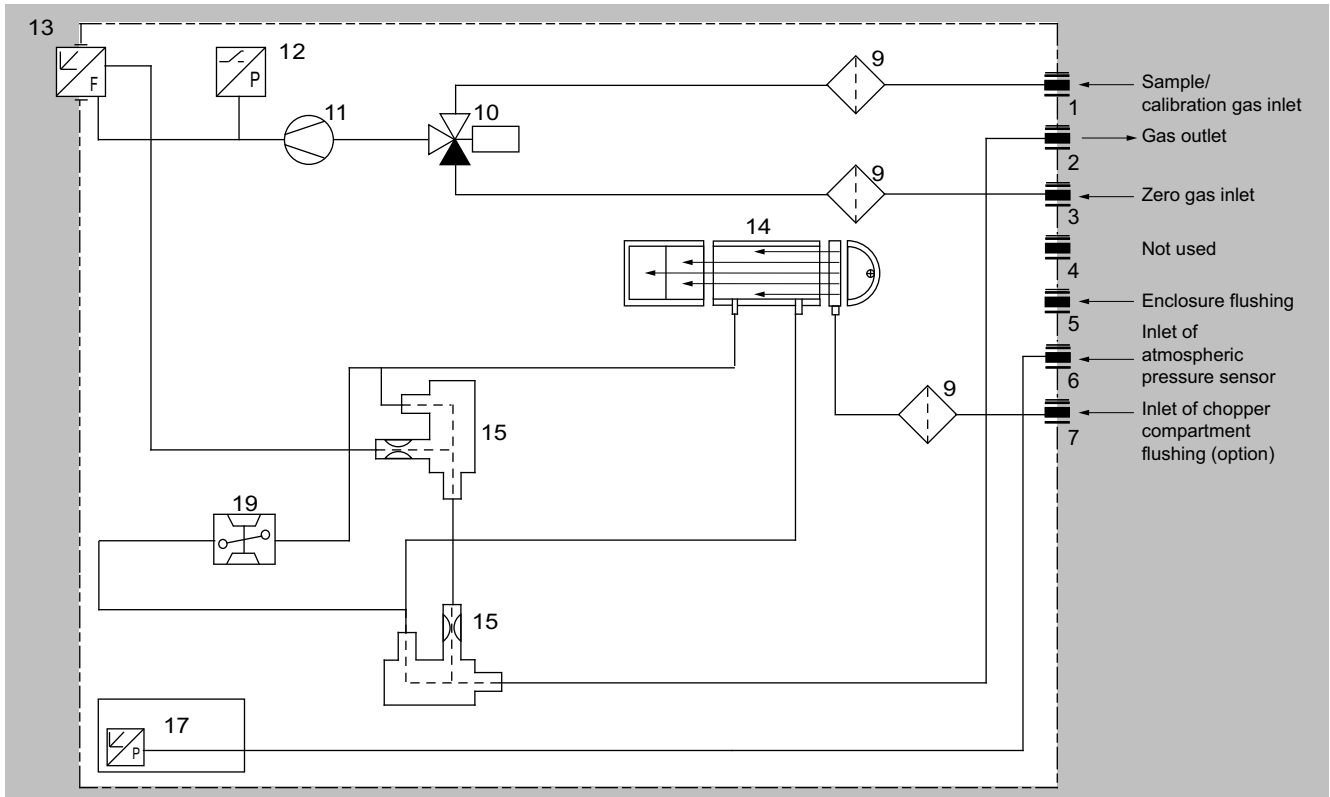 13
F
12
P
11
10
9
1
Sample/
calibration gas inlet
2
Gas outlet
9
3
Zero gas inlet
14
4
Not used
5
Enclosure flushing
6
Inlet of
atmospheric
pressure sensor
9
7
Inlet of chopper
compartment
flushing (option)
15
19
15
17
P